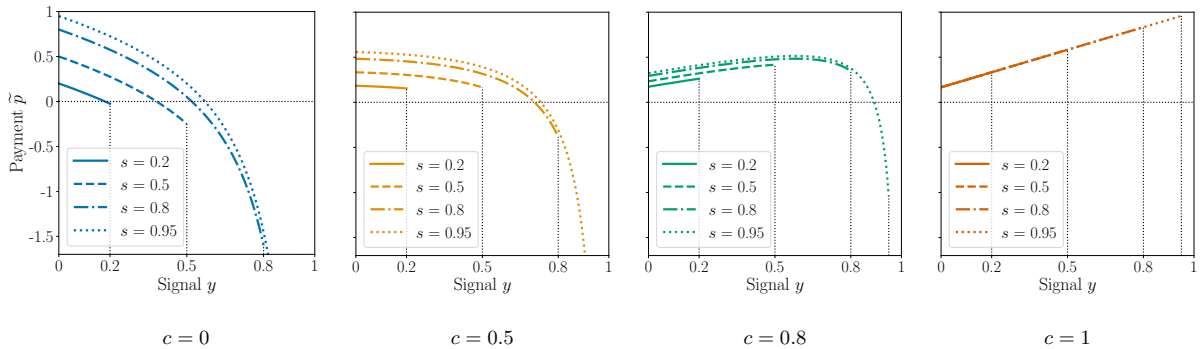 Payment p̃
1
0.5
0
-0.5
-1
-1.5
s = 0.2
s = 0.5
s = 0.8
s = 0.95
0 0.2 0.5 0.8 1
Signal y
c = 0
s = 0.2
s = 0.5
s = 0.8
s = 0.95
0 0.2 0.5 0.8 1
Signal y
c = 0.5
s = 0.2
s = 0.5
s = 0.8
s = 0.95
0 0.2 0.5 0.8 1
Signal y
c = 0.8
s = 0.2
s = 0.5
s = 0.8
s = 0.95
0 0.2 0.5 0.8 1
Signal y
c = 1